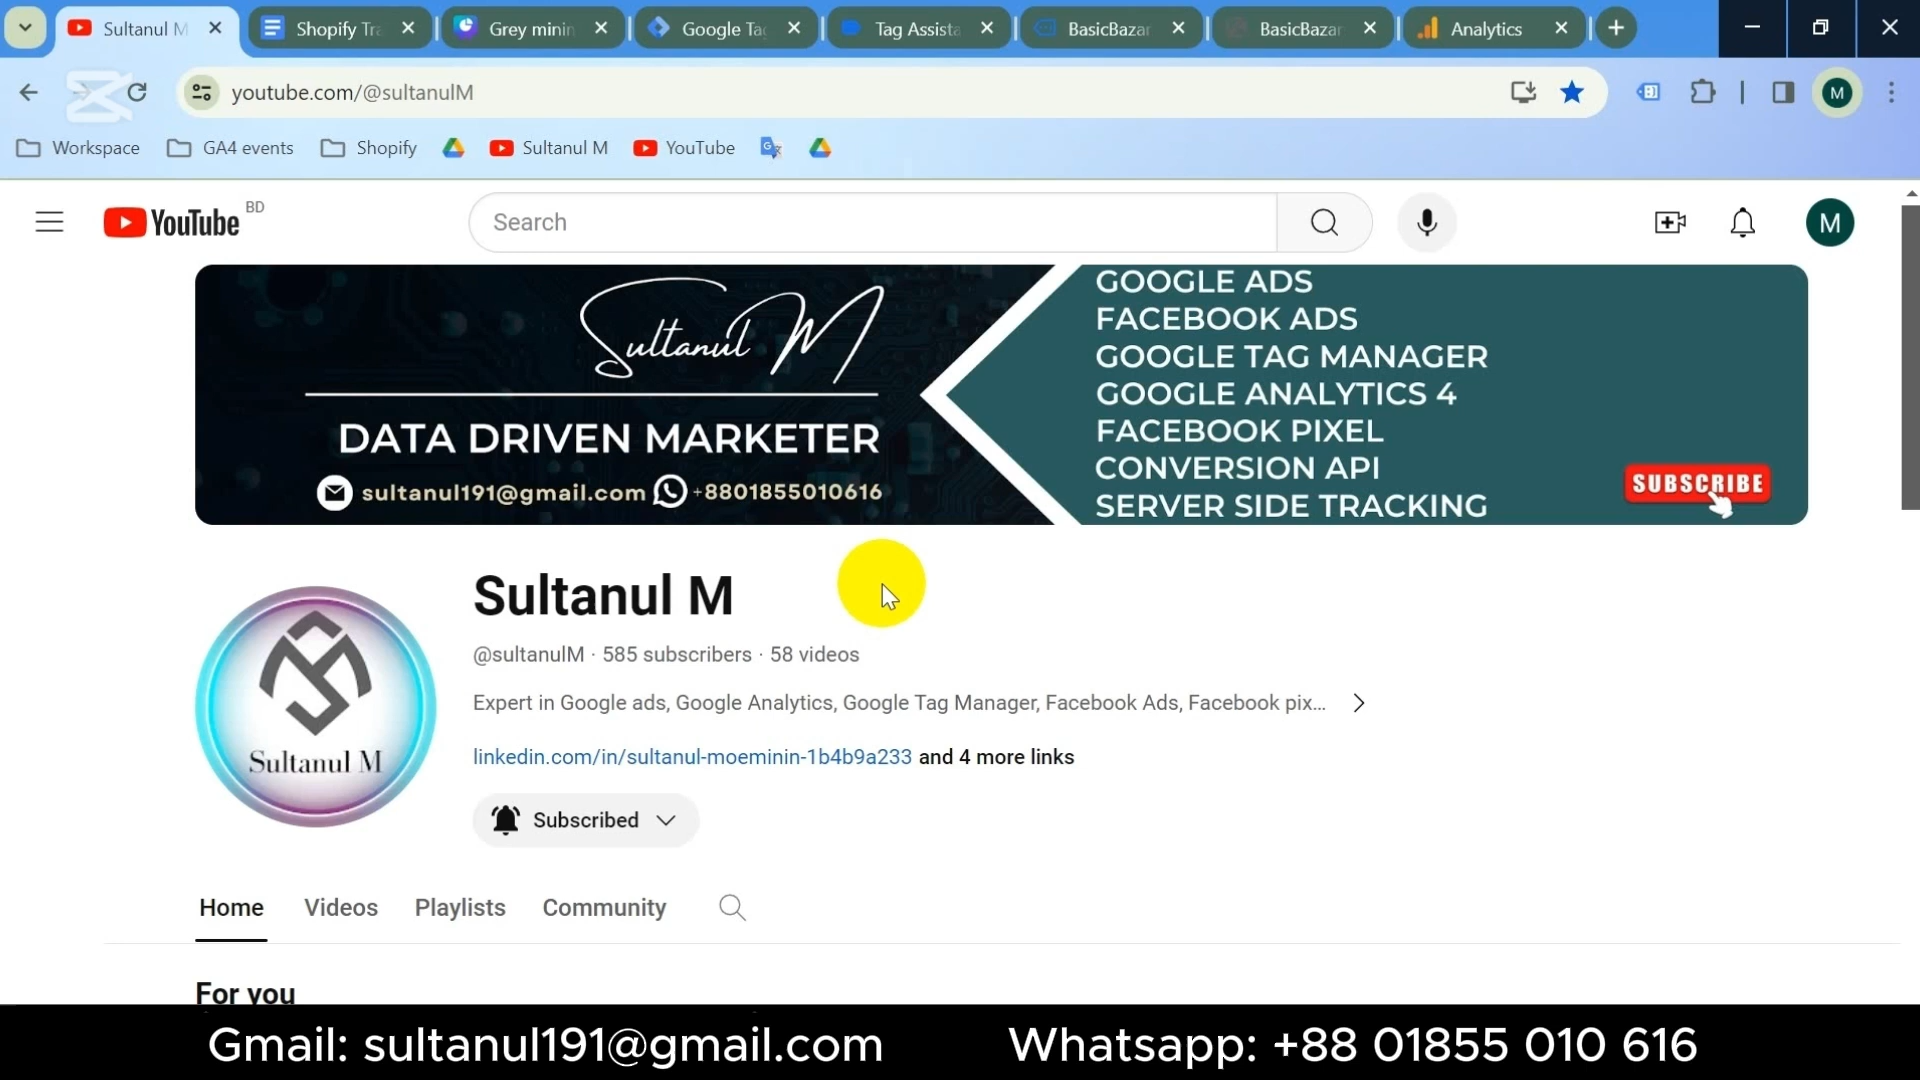 Sultanul M
Shopify Tra
Grey minin
Google Tag
Tag Assista
BasicBazar
BasicBazar
Analytics
youtube.com/@sultanulM
M
Workspace
GA4 events
Shopify
Sultanul M
YouTube
YouTube BD
Search
M
Sultanul M
DATA DRIVEN MARKETER
sultanul191@gmail.com +8801855010616
GOOGLE ADS
FACEBOOK ADS
GOOGLE TAG MANAGER
GOOGLE ANALYTICS 4
FACEBOOK PIXEL
CONVERSION API
SERVER SIDE TRACKING
SUBSCRIBE
Sultanul M
Sultanul M
@sultanulM · 585 subscribers · 58 videos
Expert in Google ads, Google Analytics, Google Tag Manager, Facebook Ads, Facebook pix...
linkedin.com/in/sultanul-moeminin-1b4b9a233 and 4 more links
Subscribed
Home
Videos
Playlists
Community
For you
Gmail: sultanul191@gmail.com
Whatsapp: +88 01855 010 616